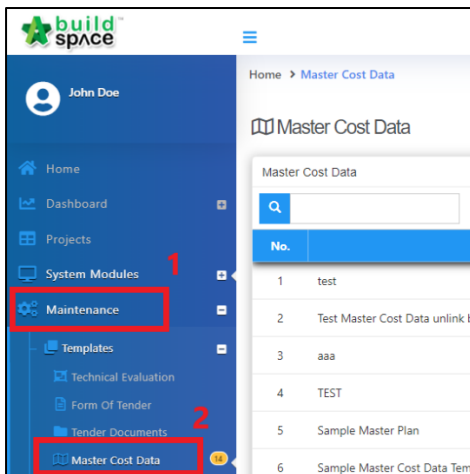 build
space
John Doe
Home > Master Cost Data
Master Cost Data
Home
Dashboard
Projects
System Modules
1
Maintenance
Templates
Technical Evaluation
Form Of Tender
Tender Documents
2
Master Cost Data 14
Master Cost Data
No.
1 test
2 Test Master Cost Data unlink
3 aaa
4 TEST
5 Sample Master Plan
6 Sample Master Cost Data Tem